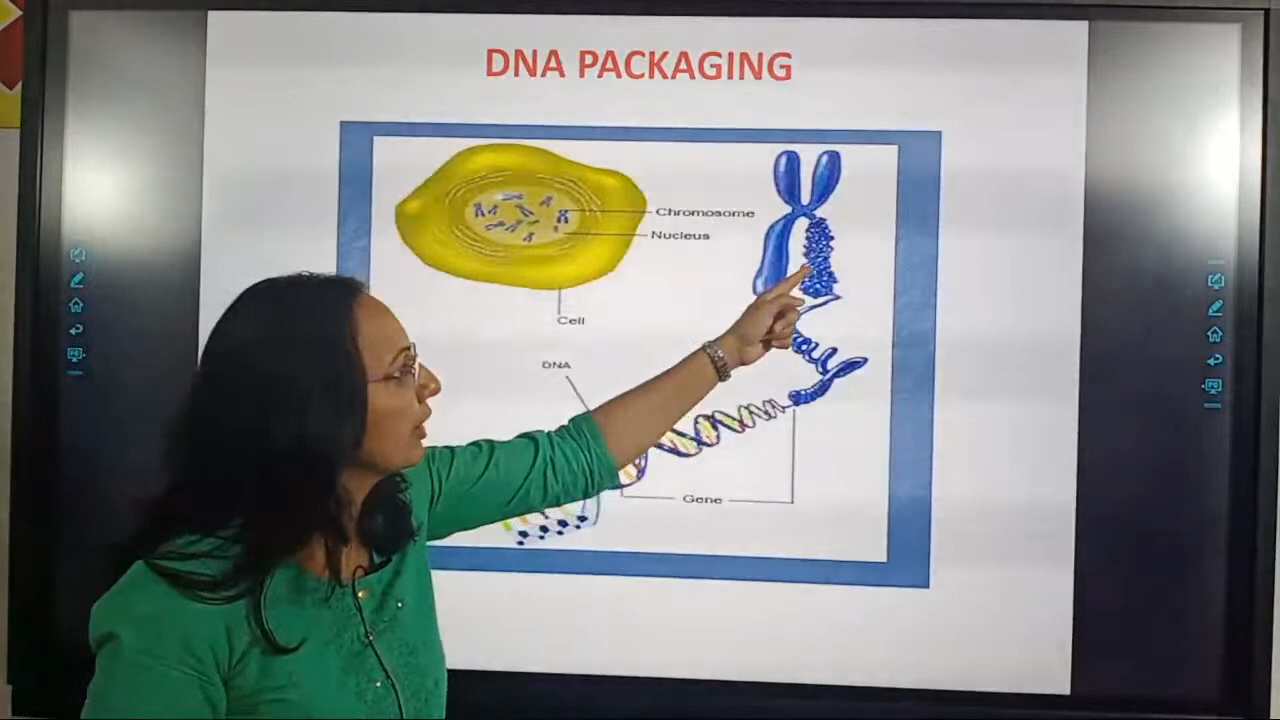 DNA PACKAGING
Chromosome
Nucleus
Cell
DNA
Gene